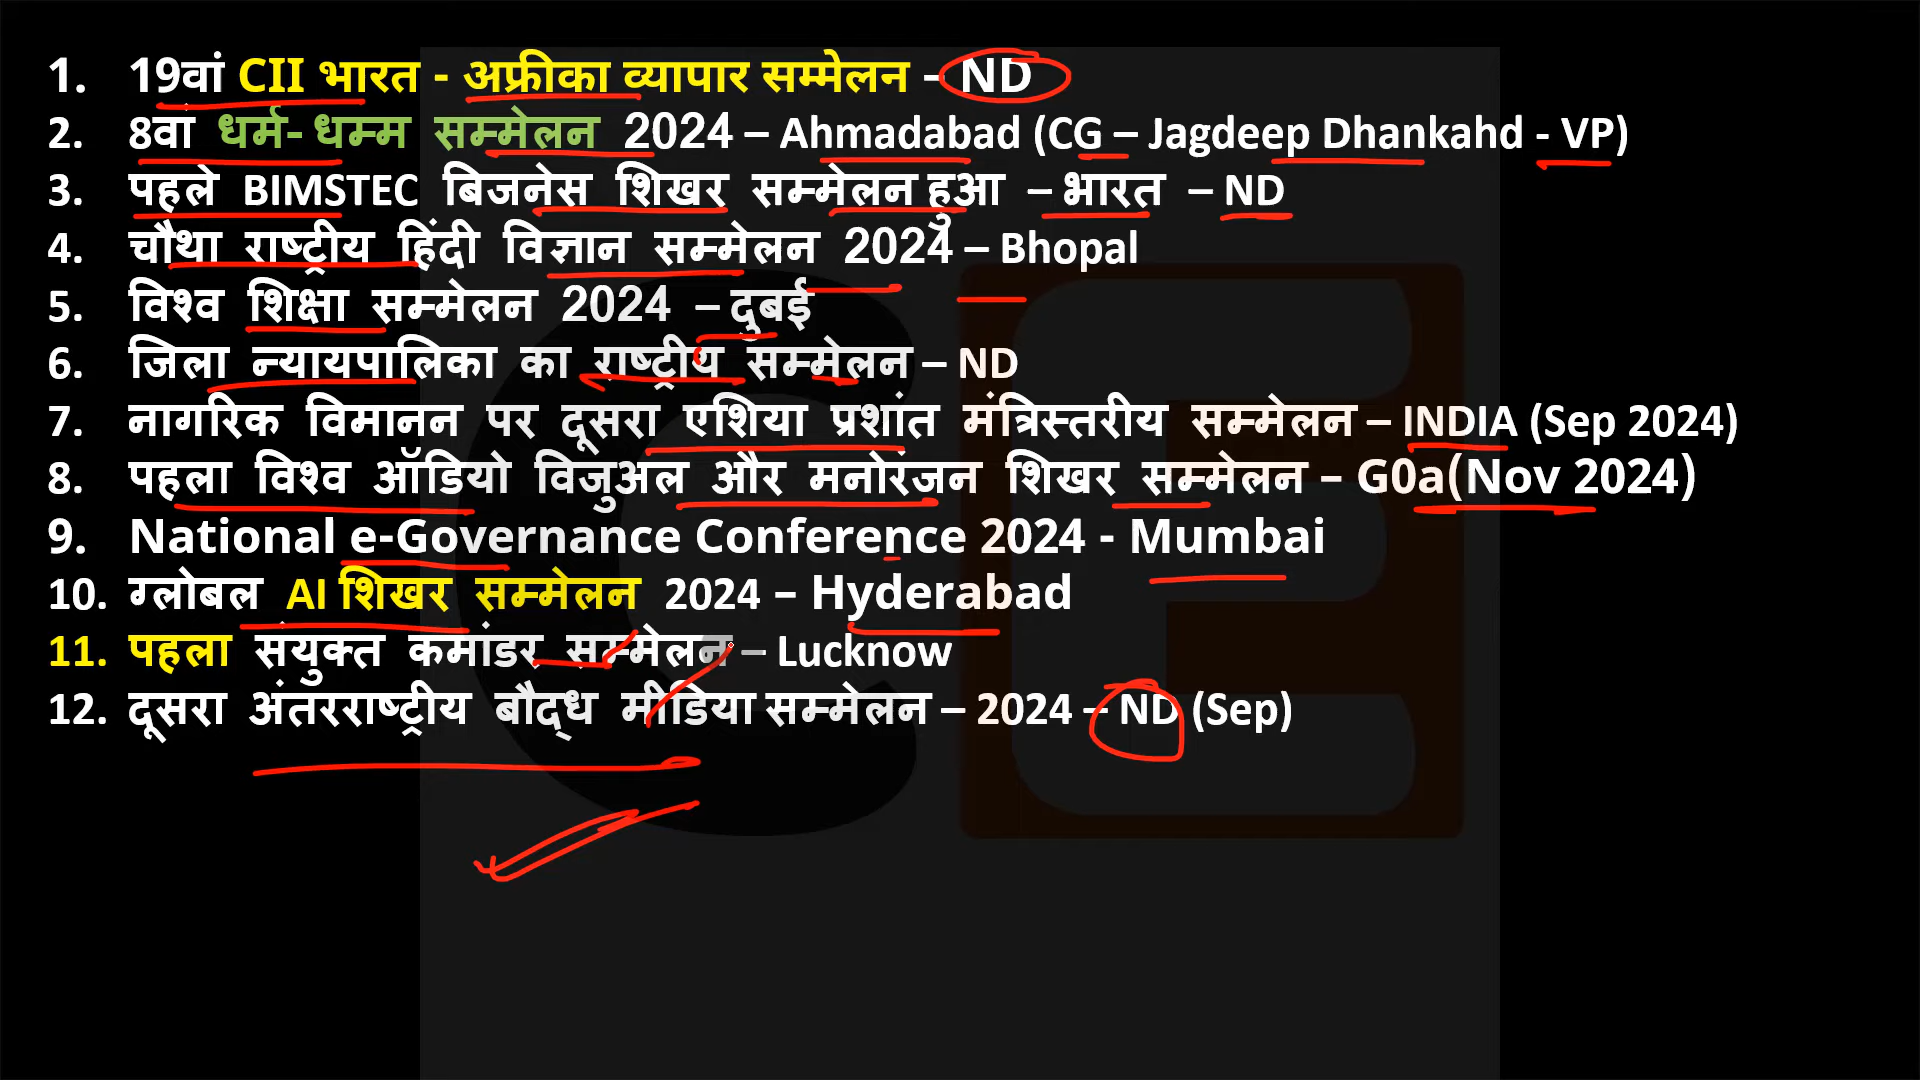 1. 19वां CII भारत - अफ्रीका व्यापार सम्मेलन – ND
2. 8वां धर्म- धम्म सम्मेलन 2024 – Ahmadabad (CG – Jagdeep Dhankahd - VP)
3. पहले BIMSTEC बिजनेस शिखर सम्मेलन हुआ – भारत – ND
4. चौथा राष्ट्रीय हिंदी विज्ञान सम्मेलन 2024 – Bhopal
5. विश्व शिक्षा सम्मेलन 2024 – दुबई
6. जिला न्यायपालिका का राष्ट्रीय सम्मेलन – ND
7. नागरिक विमानन पर दूसरा एशिया प्रशांत मंत्रिस्तरीय सम्मेलन – INDIA (Sep 2024)
8. पहला विश्व ऑडियो विजुअल और मनोरंजन शिखर सम्मेलन – G0a(Nov 2024)
9. National e-Governance Conference 2024 - Mumbai
10. ग्लोबल AI शिखर सम्मेलन 2024 – Hyderabad
11. पहला संयुक्त कमांडर सम्मेलन – Lucknow
12. दूसरा अंतरराष्ट्रीय बौद्ध मीडिया सम्मेलन – 2024 – ND (Sep)